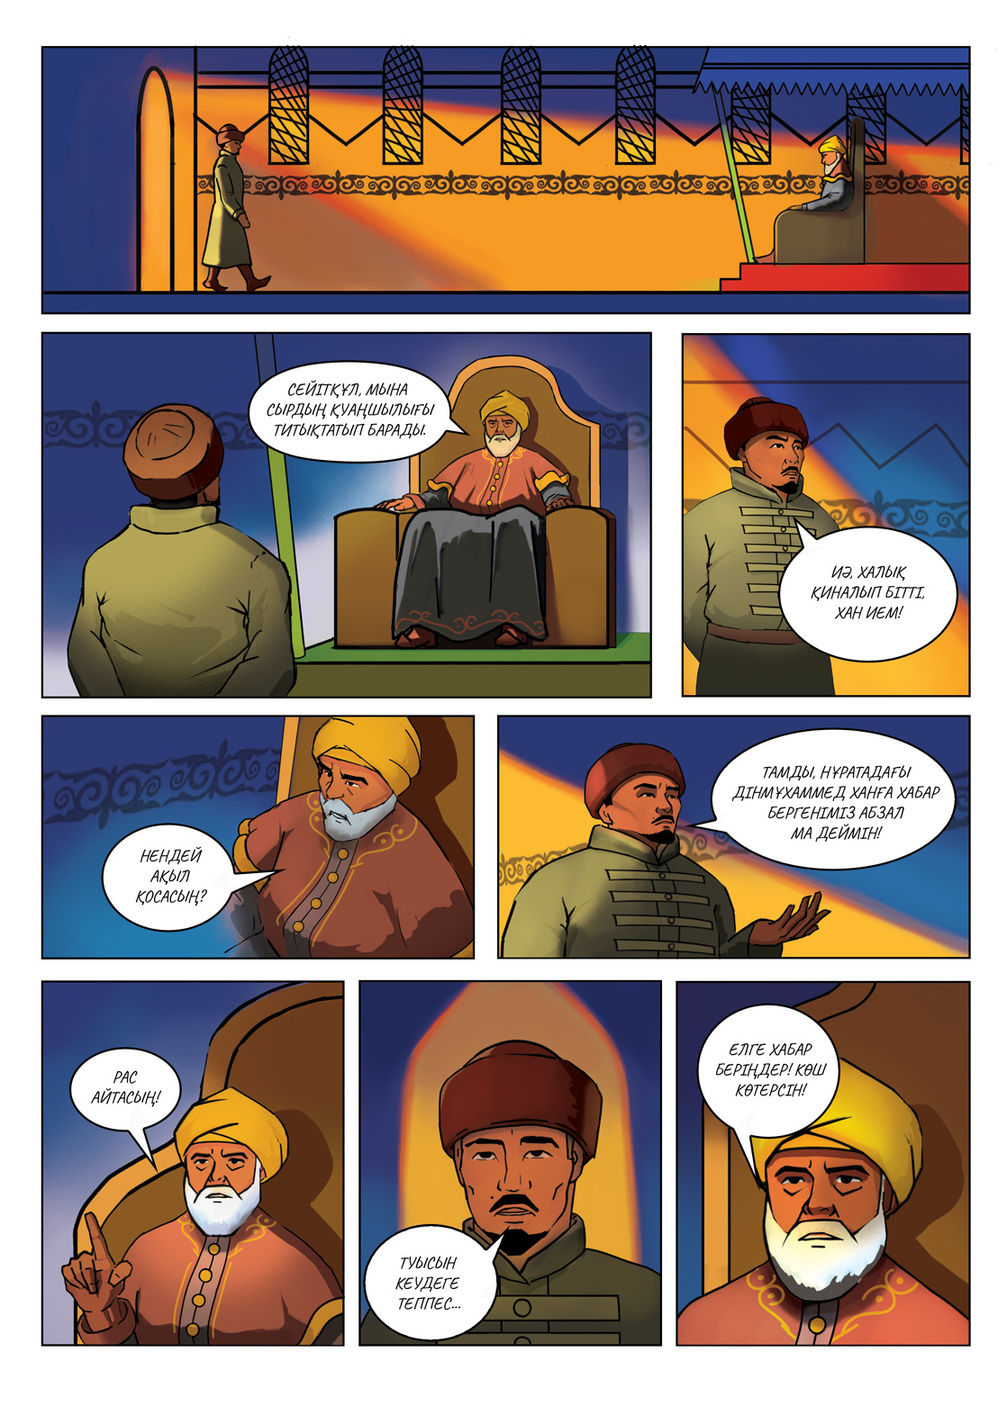 СЕЙІТҚҰЛ, МЫНА
СЫРДЫҢ ҚУАҢШЫЛЫҒЫ
ТИТЫҚТАТЫП БАРАДЫ.
ИӘ, ХАЛЫҚ
ҚИНАЛЫП БІТТІ,
ХАН ИЕМ!
НЕНДЕЙ
АҚЫЛ
ҚОСАСЫҢ?
ТАМДЫ, НҰРАТАДАҒЫ
ДІНМҰХАММЕД ХАНҒА ХАБАР
БЕРГЕНІМІЗ АБЗАЛ
МА ДЕЙМІН!
РАС
АЙТАСЫҢ!
ТУЫСЫН
КЕУДЕГЕ
ТЕППЕС...
ЕЛГЕ ХАБАР
БЕРІҢДЕР! КӨШ
КӨТЕРСІН!